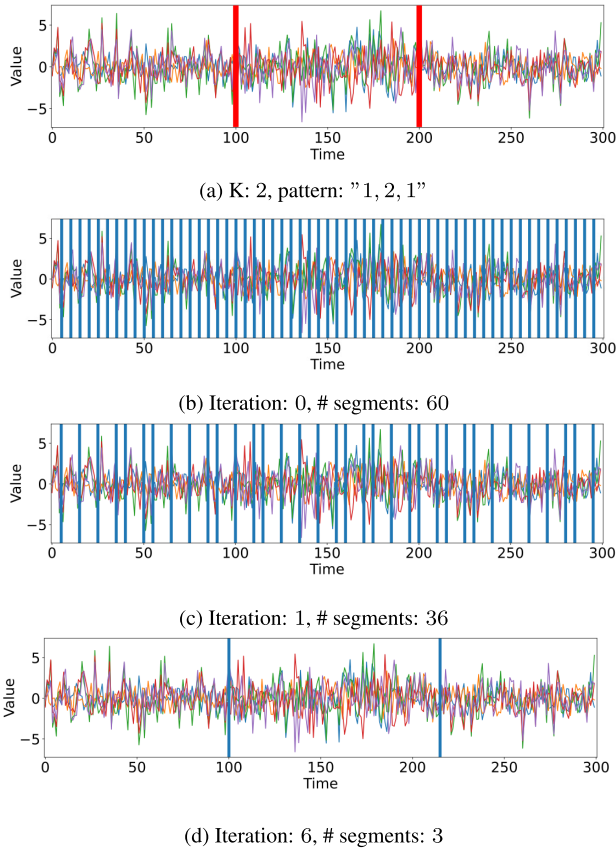 5
0
−5
Value
0 50 100 150 200 250 300
Time
(a) K: 2, pattern: ”1, 2, 1”
5
0
−5
Value
0 50 100 150 200 250 300
Time
(b) Iteration: 0, # segments: 60
5
0
−5
Value
0 50 100 150 200 250 300
Time
(c) Iteration: 1, # segments: 36
5
0
−5
Value
0 50 100 150 200 250 300
Time
(d) Iteration: 6, # segments: 3